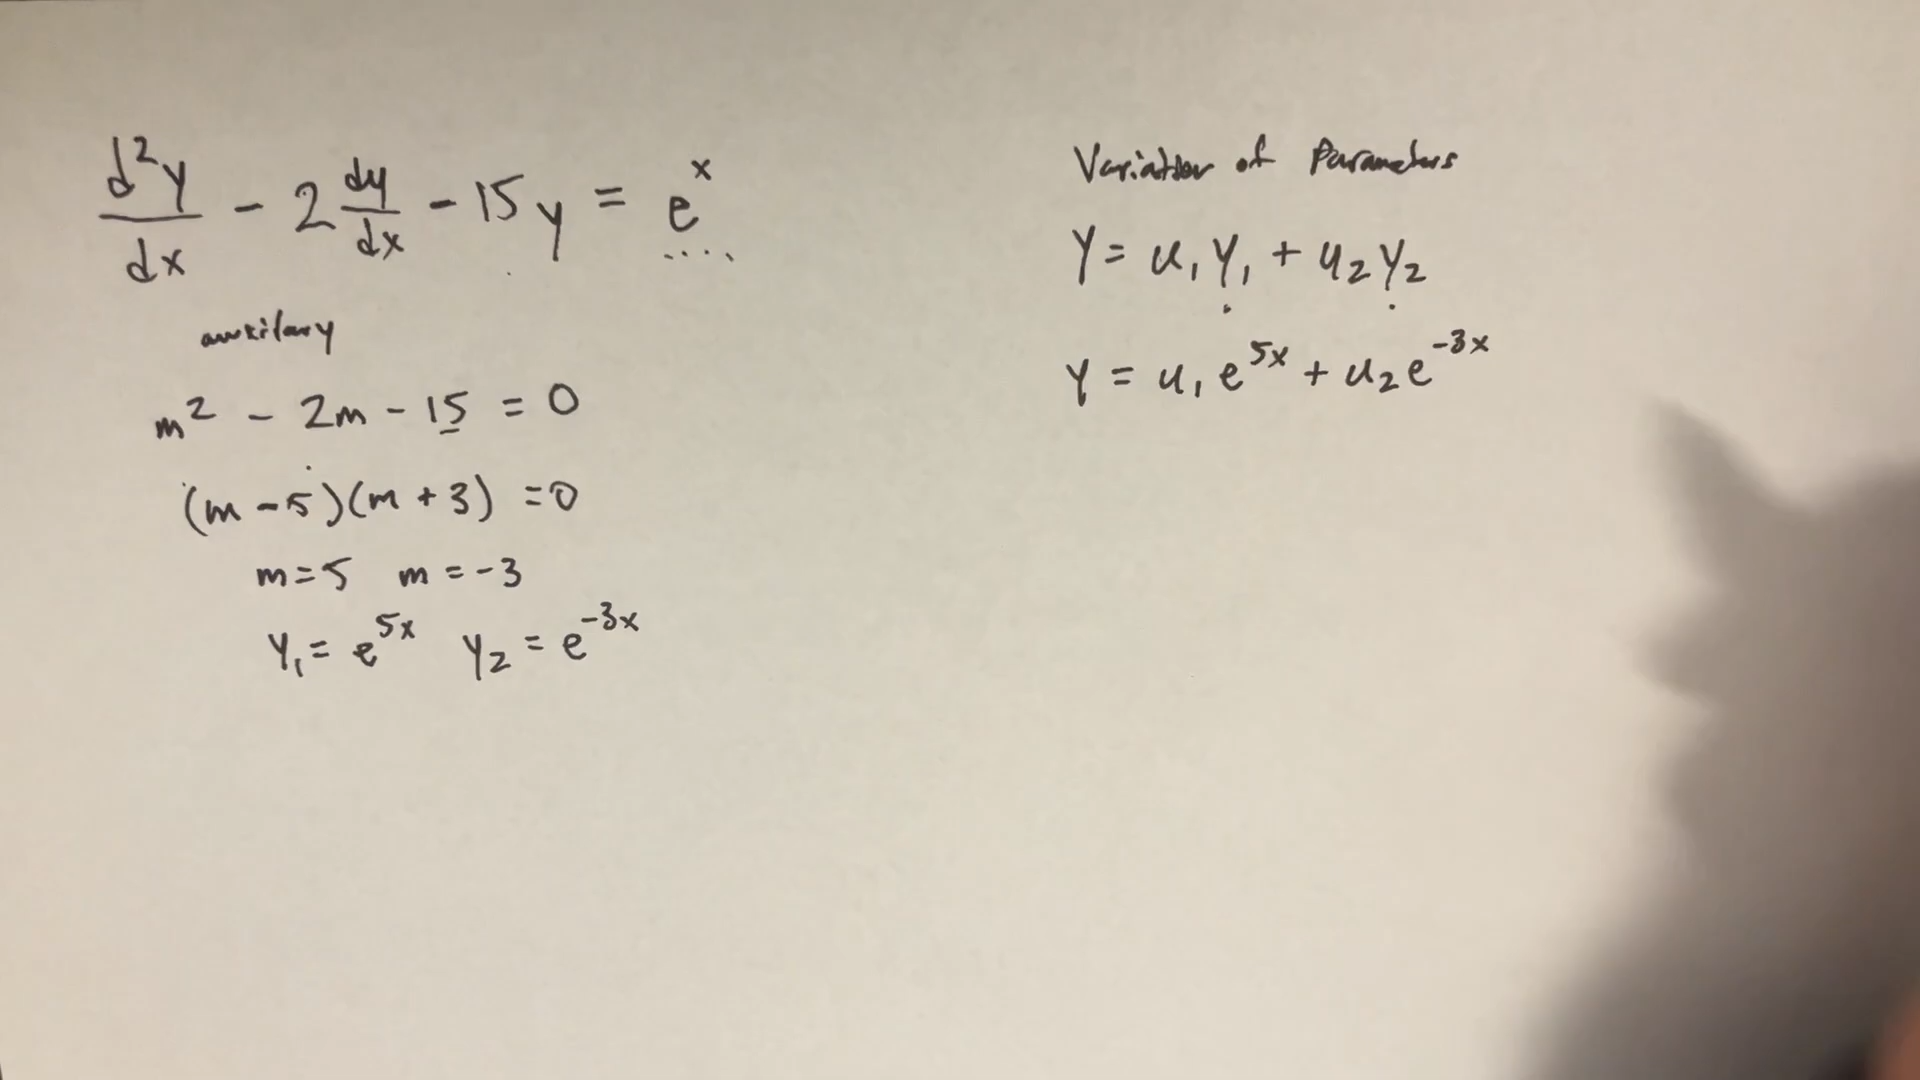 d²y/dx - 2 dy/dx - 15y = e^x
auxilary
m² - 2m - 15 = 0
(m - 5)(m + 3) = 0
m = 5 m = -3
y₁ = e^5x y₂ = e^-3x
Variation of Parameters
y = u₁y₁ + u₂y₂
y = u₁e^5x + u₂e^-3x